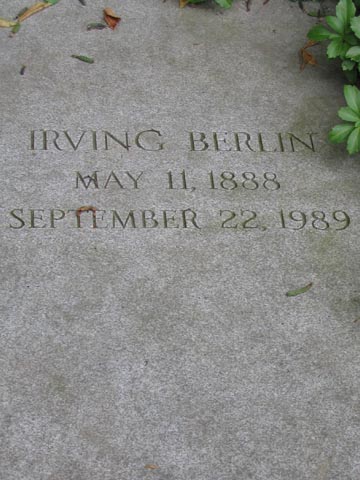 IRVING BERLIN
MAY 11, 1888
SEPTEMBER 22, 1989